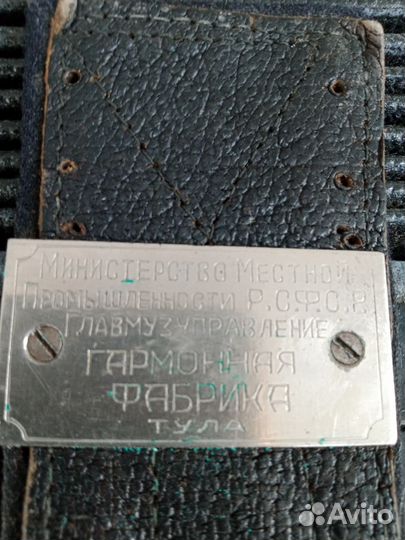 Министерство Местной
Промышленности Р.С.Ф.С.Р.
Главмузуправление
ГАРМОННАЯ
ФАБРИКА
ТУЛА
Avito